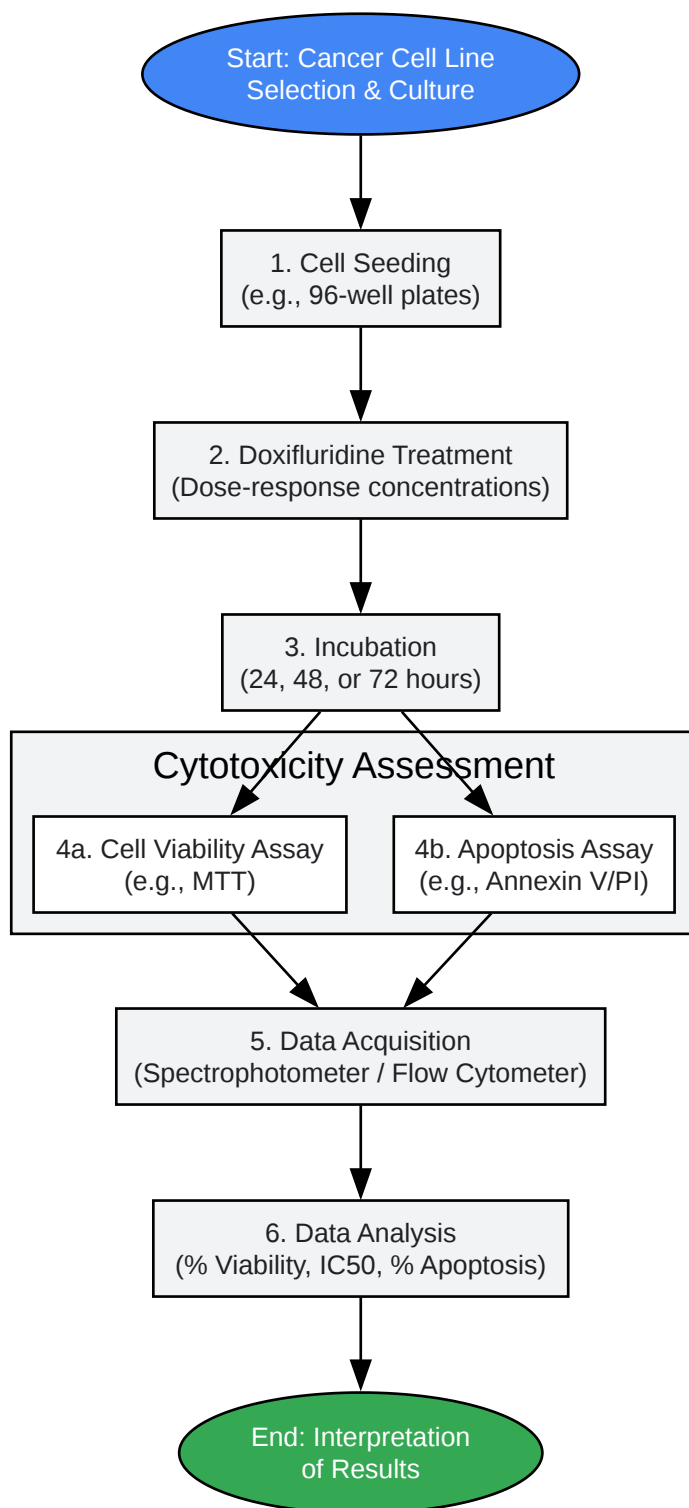 Start: Cancer Cell Line
Selection & Culture
1. Cell Seeding
(e.g., 96-well plates)
2. Doxifluridine Treatment
(Dose-response concentrations)
3. Incubation
(24, 48, or 72 hours)
Cytotoxicity Assessment
4a. Cell Viability Assay
(e.g., MTT)
4b. Apoptosis Assay
(e.g., Annexin V/PI)
5. Data Acquisition
(Spectrophotometer / Flow Cytometer)
6. Data Analysis
(% Viability, IC50, % Apoptosis)
End: Interpretation
of Results